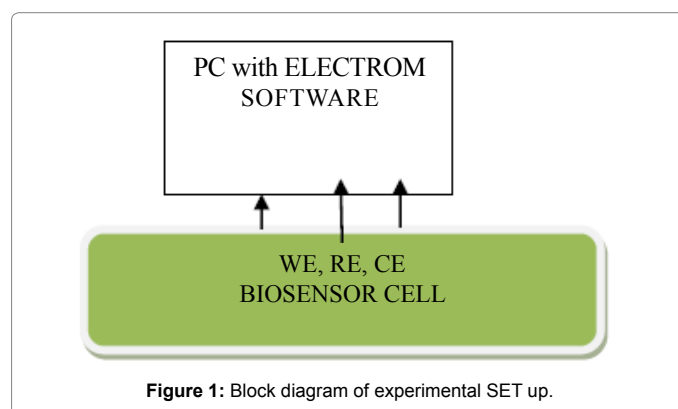 PC with ELECTROM
SOFTWARE
WE, RE, CE
BIOSENSOR CELL
Figure 1: Block diagram of experimental SET up.